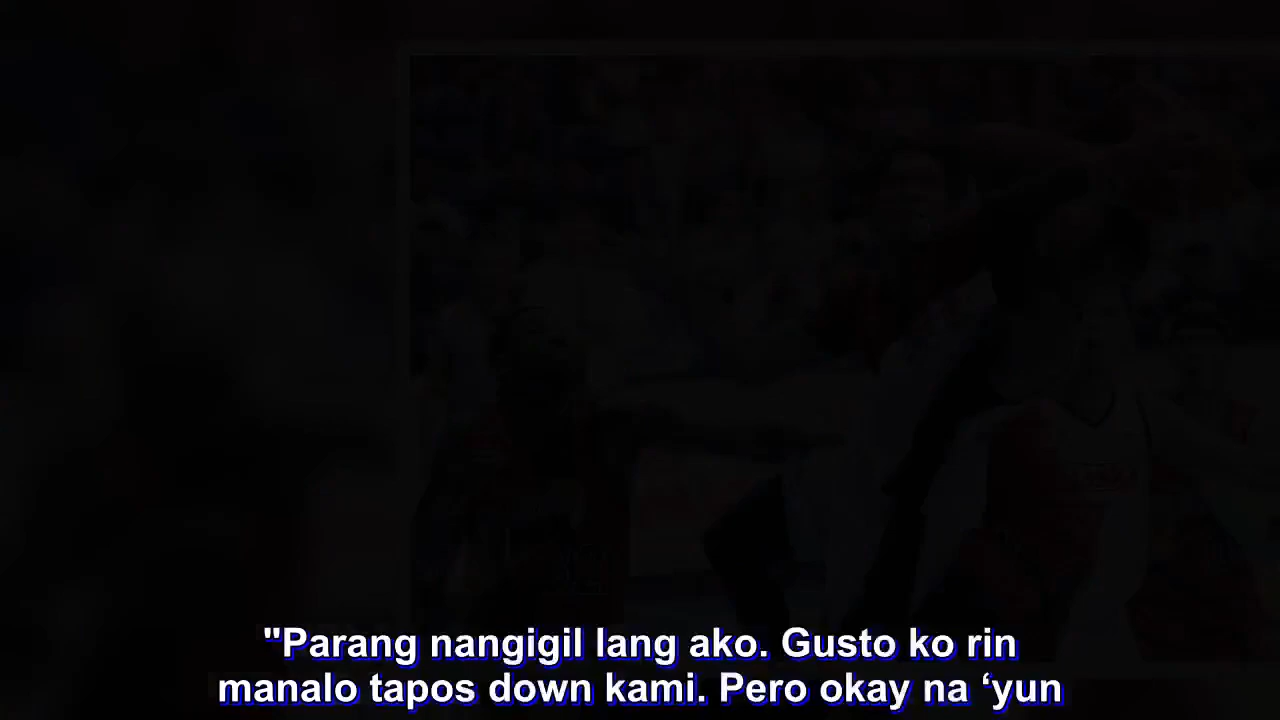 "Parang nangigil lang ako. Gusto ko rin
manalo tapos down kami. Pero okay na ‘yun